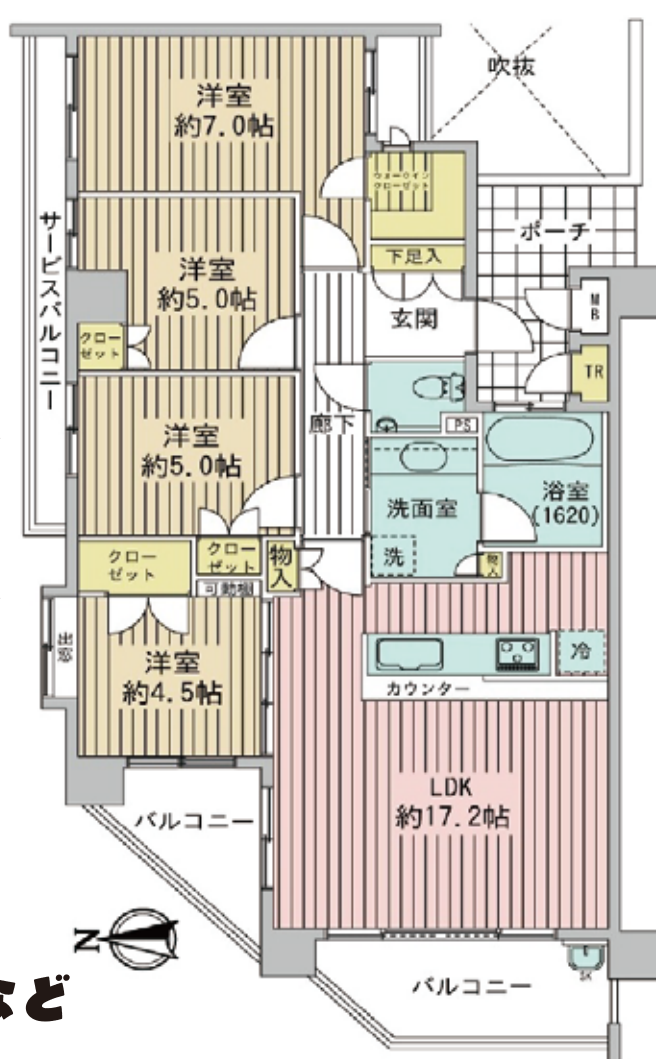 吹抜
洋室
約7.0帖
ウォークイン
クローゼット
サービスバルコニー
ポーチ
下足入
洋室
約5.0帖
玄関
MB
クロー
ゼット
TR
洋室
約5.0帖
廊下
PS
洗面室
浴室
(1620)
クロー
ゼット
クロー
ゼット
物入
洗
物入
可動棚
出窓
洋室
約4.5帖
冷
カウンター
LDK
約17.2帖
バルコニー
N
バルコニー
SK
など